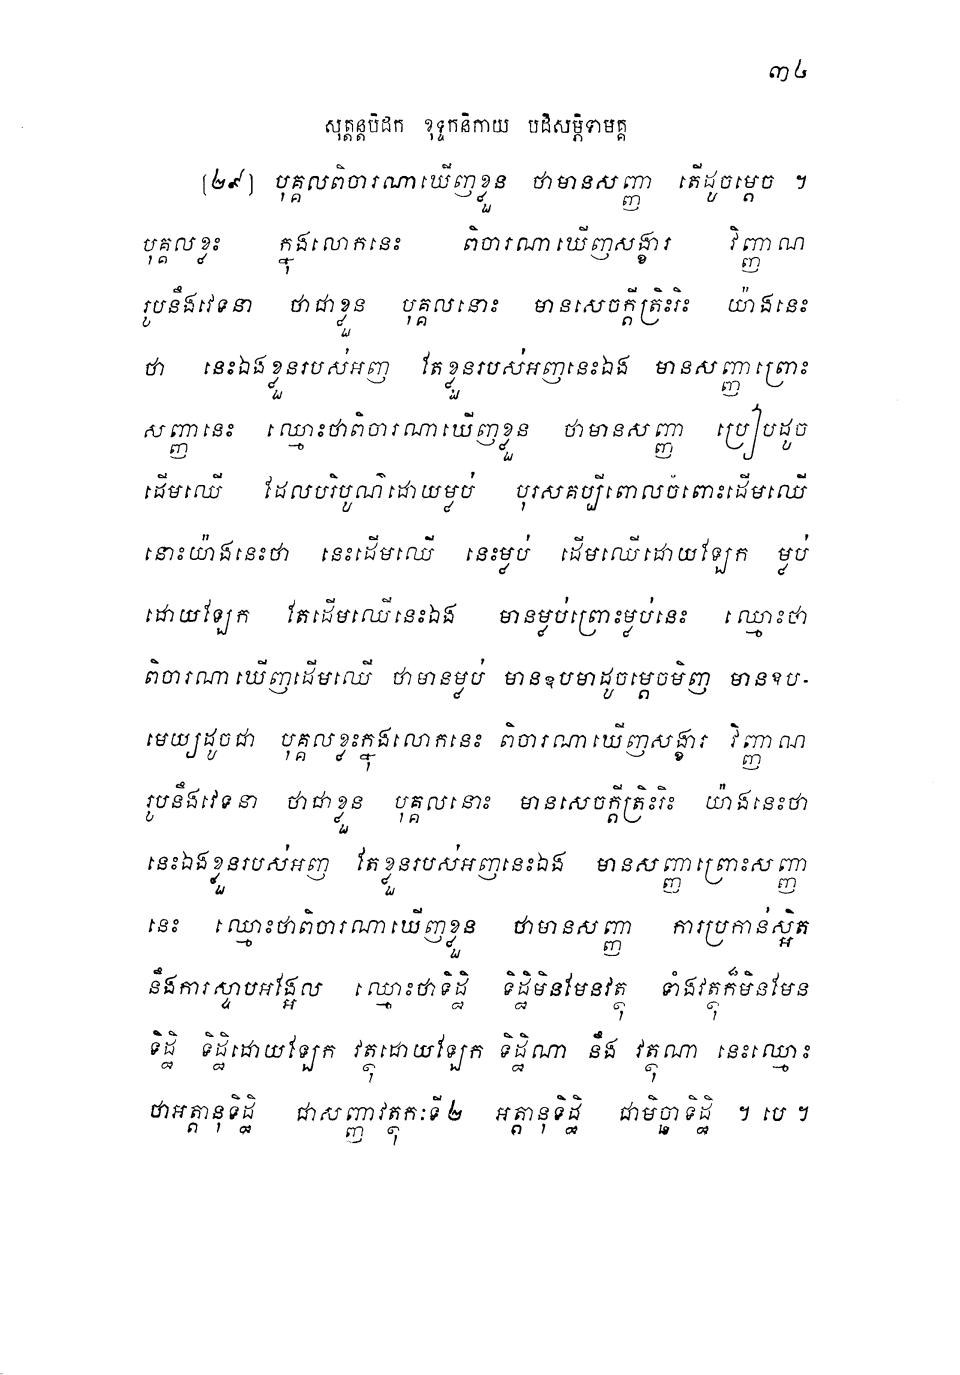 ៣៤
សុត្តន្តបិដក ខុទ្ទកនិកាយ បដិសម្ភិទាមគ្គ
[២៩] បុគ្គលពិចារណាឃើញខ្លួន ថាមានសញ្ញា តើដូចម្តេច ។
បុគ្គលខ្លះ ក្នុងលោកនេះ ពិចារណាឃើញសង្ខារ វិញ្ញាណ
រូបនឹងវេទនា ថាជាខ្លួន បុគ្គលនោះ មានសេចក្តីត្រិះរិះ យ៉ាងនេះ
ថា នេះឯងខ្លួនរបស់អញ តែខ្លួនរបស់អញនេះឯង មានសញ្ញាព្រោះ
សញ្ញានេះ ឈ្មោះថាពិចារណាឃើញខ្លួន ថាមានសញ្ញា ប្រៀបដូច
ដើមឈើ ដែលបរិបូណ៌ដោយម្លប់ បុរសគប្បីពោលចំពោះដើមឈើ
នោះយ៉ាងនេះថា នេះដើមឈើ នេះម្លប់ ដើមឈើដោយឡែក ម្លប់
ដោយឡែក តែដើមឈើនេះឯង មានម្លប់ព្រោះម្លប់នេះ ឈ្មោះថា
ពិចារណាឃើញដើមឈើ ថាមានម្លប់ មានឧបមាដូចម្តេចមិញ មានឧប-
មេយ្យដូចជា បុគ្គលខ្លះក្នុងលោកនេះ ពិចារណាឃើញសង្ខារ វិញ្ញាណ
រូបនឹងវេទនា ថាជាខ្លួន បុគ្គលនោះ មានសេចក្តីត្រិះរិះ យ៉ាងនេះថា
នេះឯងខ្លួនរបស់អញ តែខ្លួនរបស់អញនេះឯង មានសញ្ញាព្រោះសញ្ញា
នេះ ឈ្មោះថាពិចារណាឃើញខ្លួន ថាមានសញ្ញា ការប្រកាន់ស្អិត
នឹងការស្ទាបអង្អែល ឈ្មោះថាទិដ្ឋិ ទិដ្ឋិមិនមែនវត្ថុ ទាំងវត្ថុក៏មិនមែន
ទិដ្ឋិ ទិដ្ឋិដោយឡែក វត្ថុដោយឡែក ទិដ្ឋិណា នឹង វត្ថុណា នេះឈ្មោះ
ថាអត្តានុទិដ្ឋិ ជាសញ្ញាវត្ថុកៈទី២ អត្តានុទិដ្ឋិ ជាមិច្ឆាទិដ្ឋិ ។ បេ ។